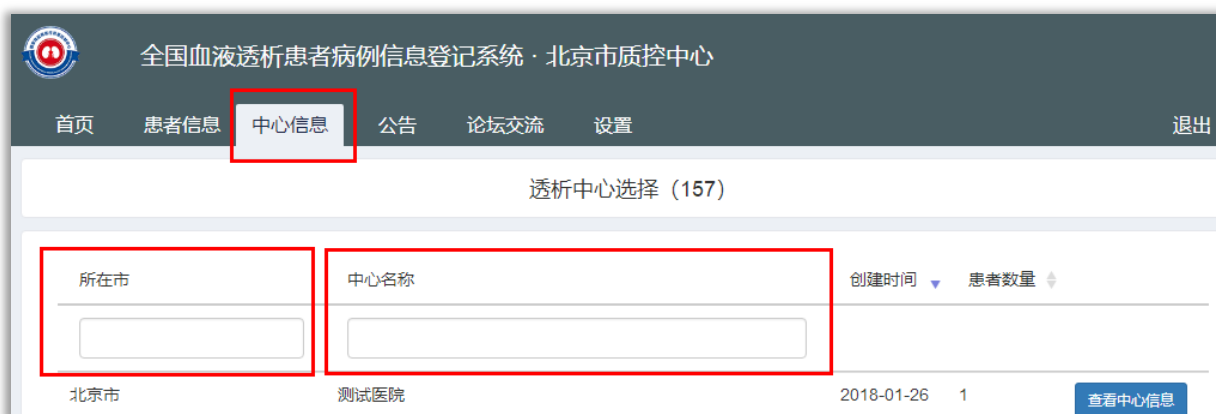 全国血液透析患者病例信息登记系统 · 北京市质控中心
首页 患者信息 中心信息 公告 论坛交流 设置 退出
透析中心选择（157）
所在市 中心名称 创建时间 患者数量
北京市 测试医院 2018-01-26 1 查看中心信息